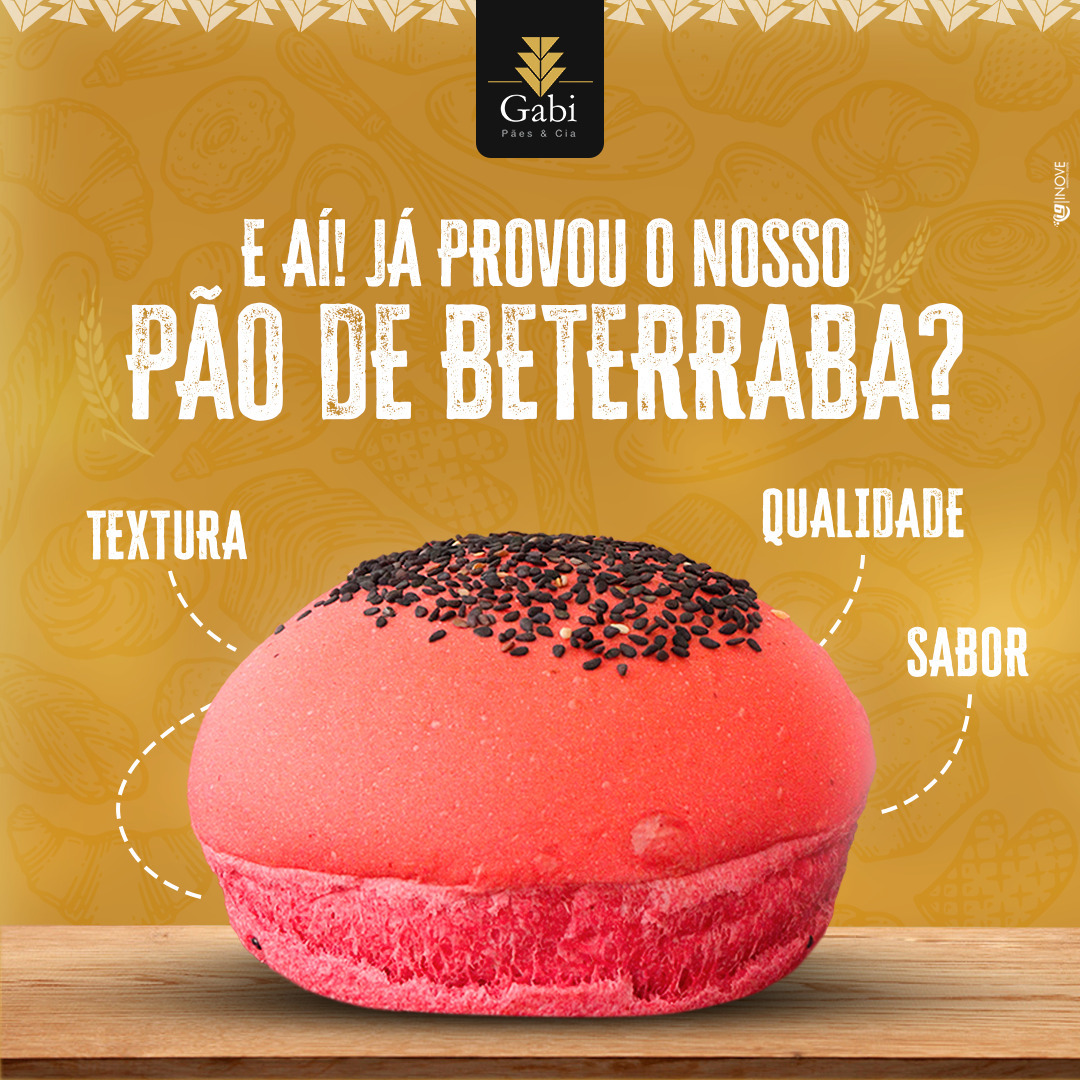 Gabi
Pães & Cia
INOVE
E AÍ! JÁ PROVOU O NOSSO
PÃO DE BETERRABA?
TEXTURA
QUALIDADE
SABOR